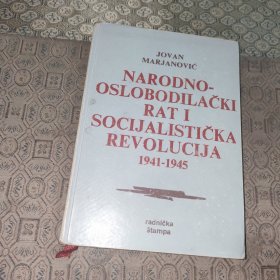 JOVAN
MARJANOVIĆ
NARODNO-
OSLOBODILAČKI
RAT I
SOCIJALISTIČKA
REVOLUCIJA
1941-1945
radnička
štampa